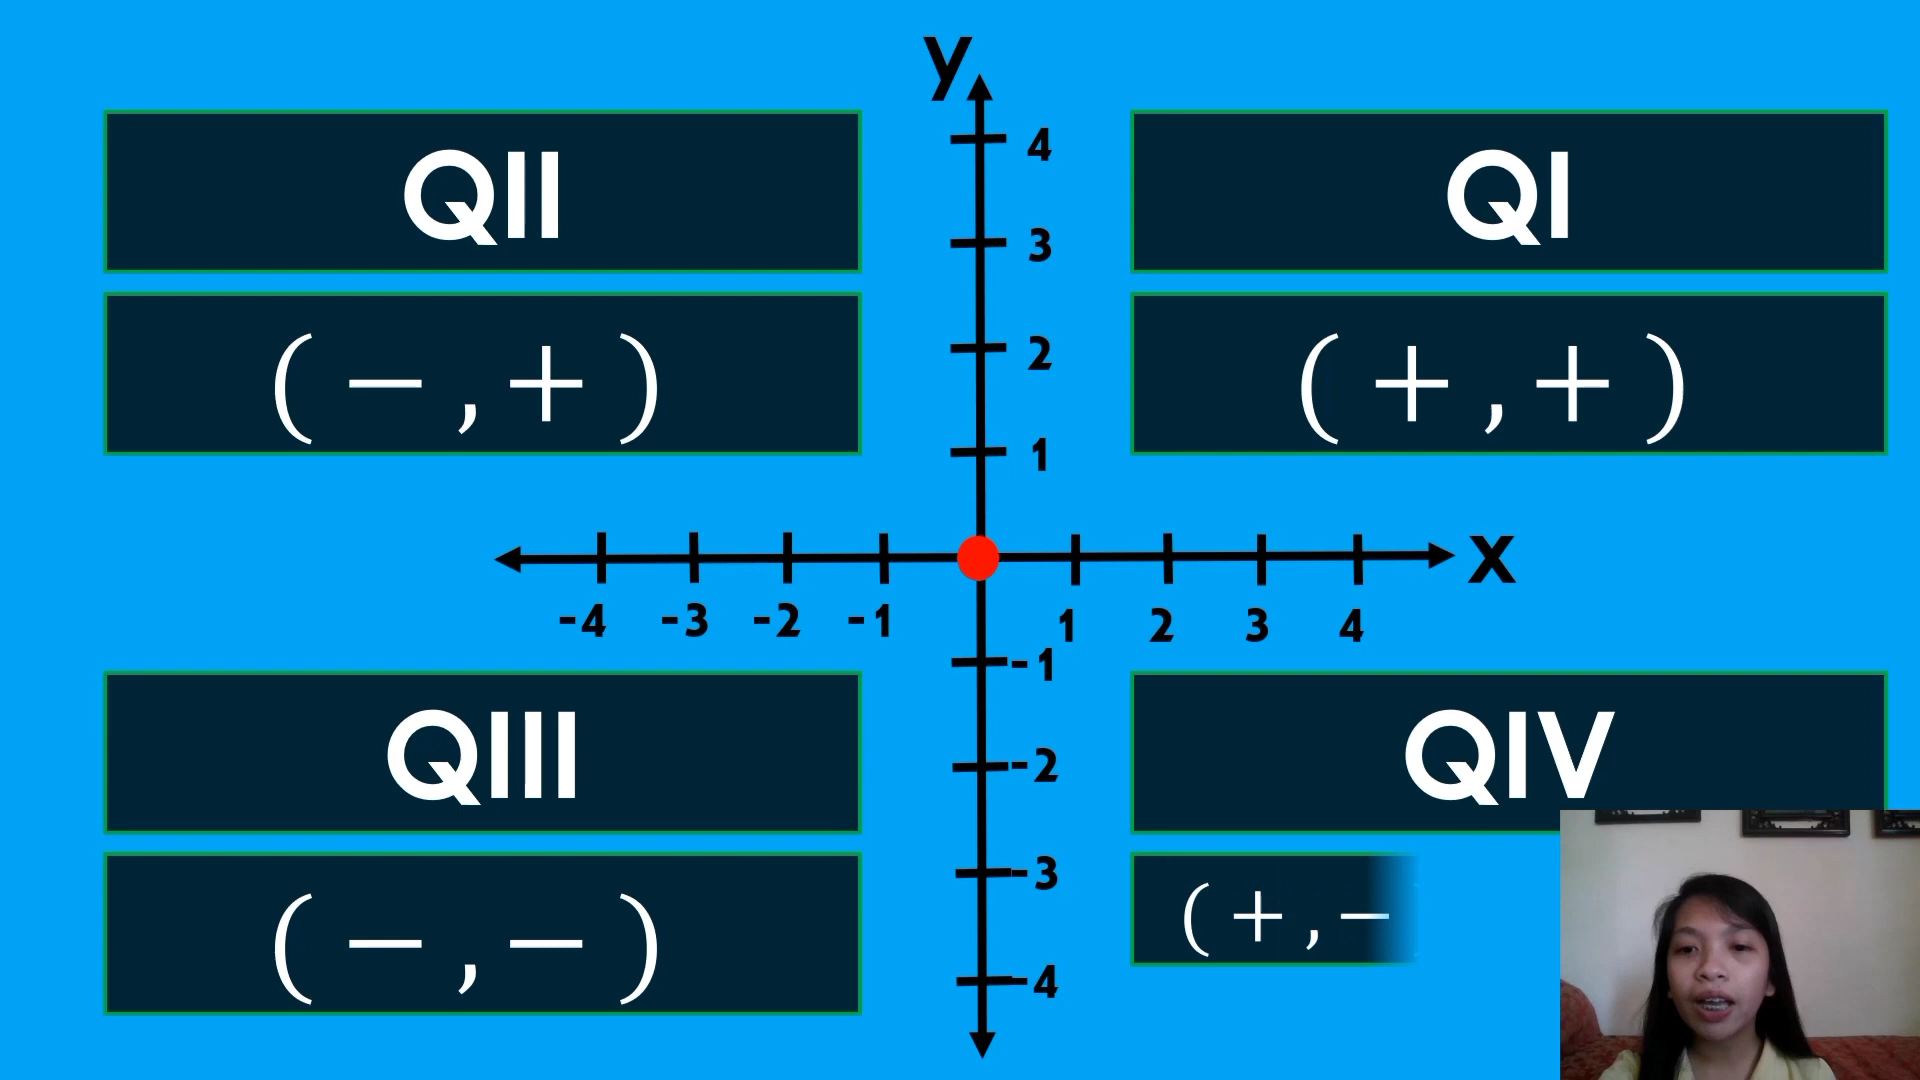 y
QII
QI
( − , + )
( + , + )
4
3
2
1
x
-4 -3 -2 -1 1 2 3 4
-1
-2
-3
-4
QIII
QIV
( − , − )
( + , −